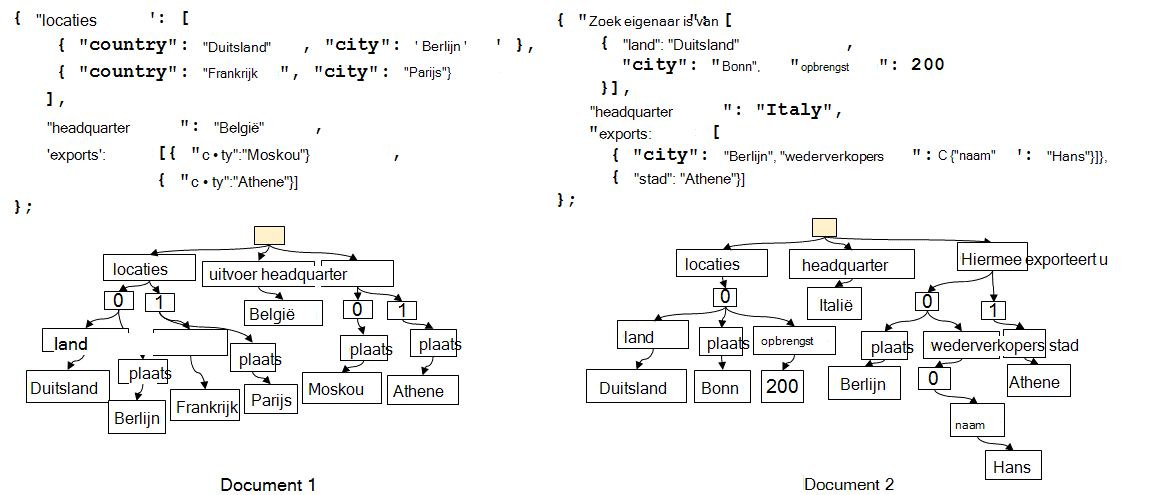 { "locaties ': [
{ "country": "Duitsland" , "city": ' Berlijn ' ' },
{ "country": "Frankrijk ", "city": "Parijs"}
],
"headquarter ": "België" ,
'exports': [{ "c • ty":"Moskou"} ,
{ "c • ty":"Athene"}]
};
locaties
uitvoer headquarter
0
1
België
0
1
land
plaats
plaats
plaats
plaats
Duitsland
Berlijn
Frankrijk
Parijs
Moskou
Athene
Document 1
{ "Zoek eigenaar is "van": [
{ "land": "Duitsland" ,
"city": "Bonn", "opbrengst ": 200
}],
"headquarter ": "Italy",
"exports: [
{ "city": "Berlijn", "wederverkopers ": C {"naam" ': "Hans"}]},
{ "stad": "Athene"}]
};
locaties
headquarter
Hiermee exporteert u
0
Italië
0
1
land
plaats
opbrengst
plaats
wederverkopers stad
Duitsland
Bonn
200
Berlijn
0
Athene
naam
Hans
Document 2